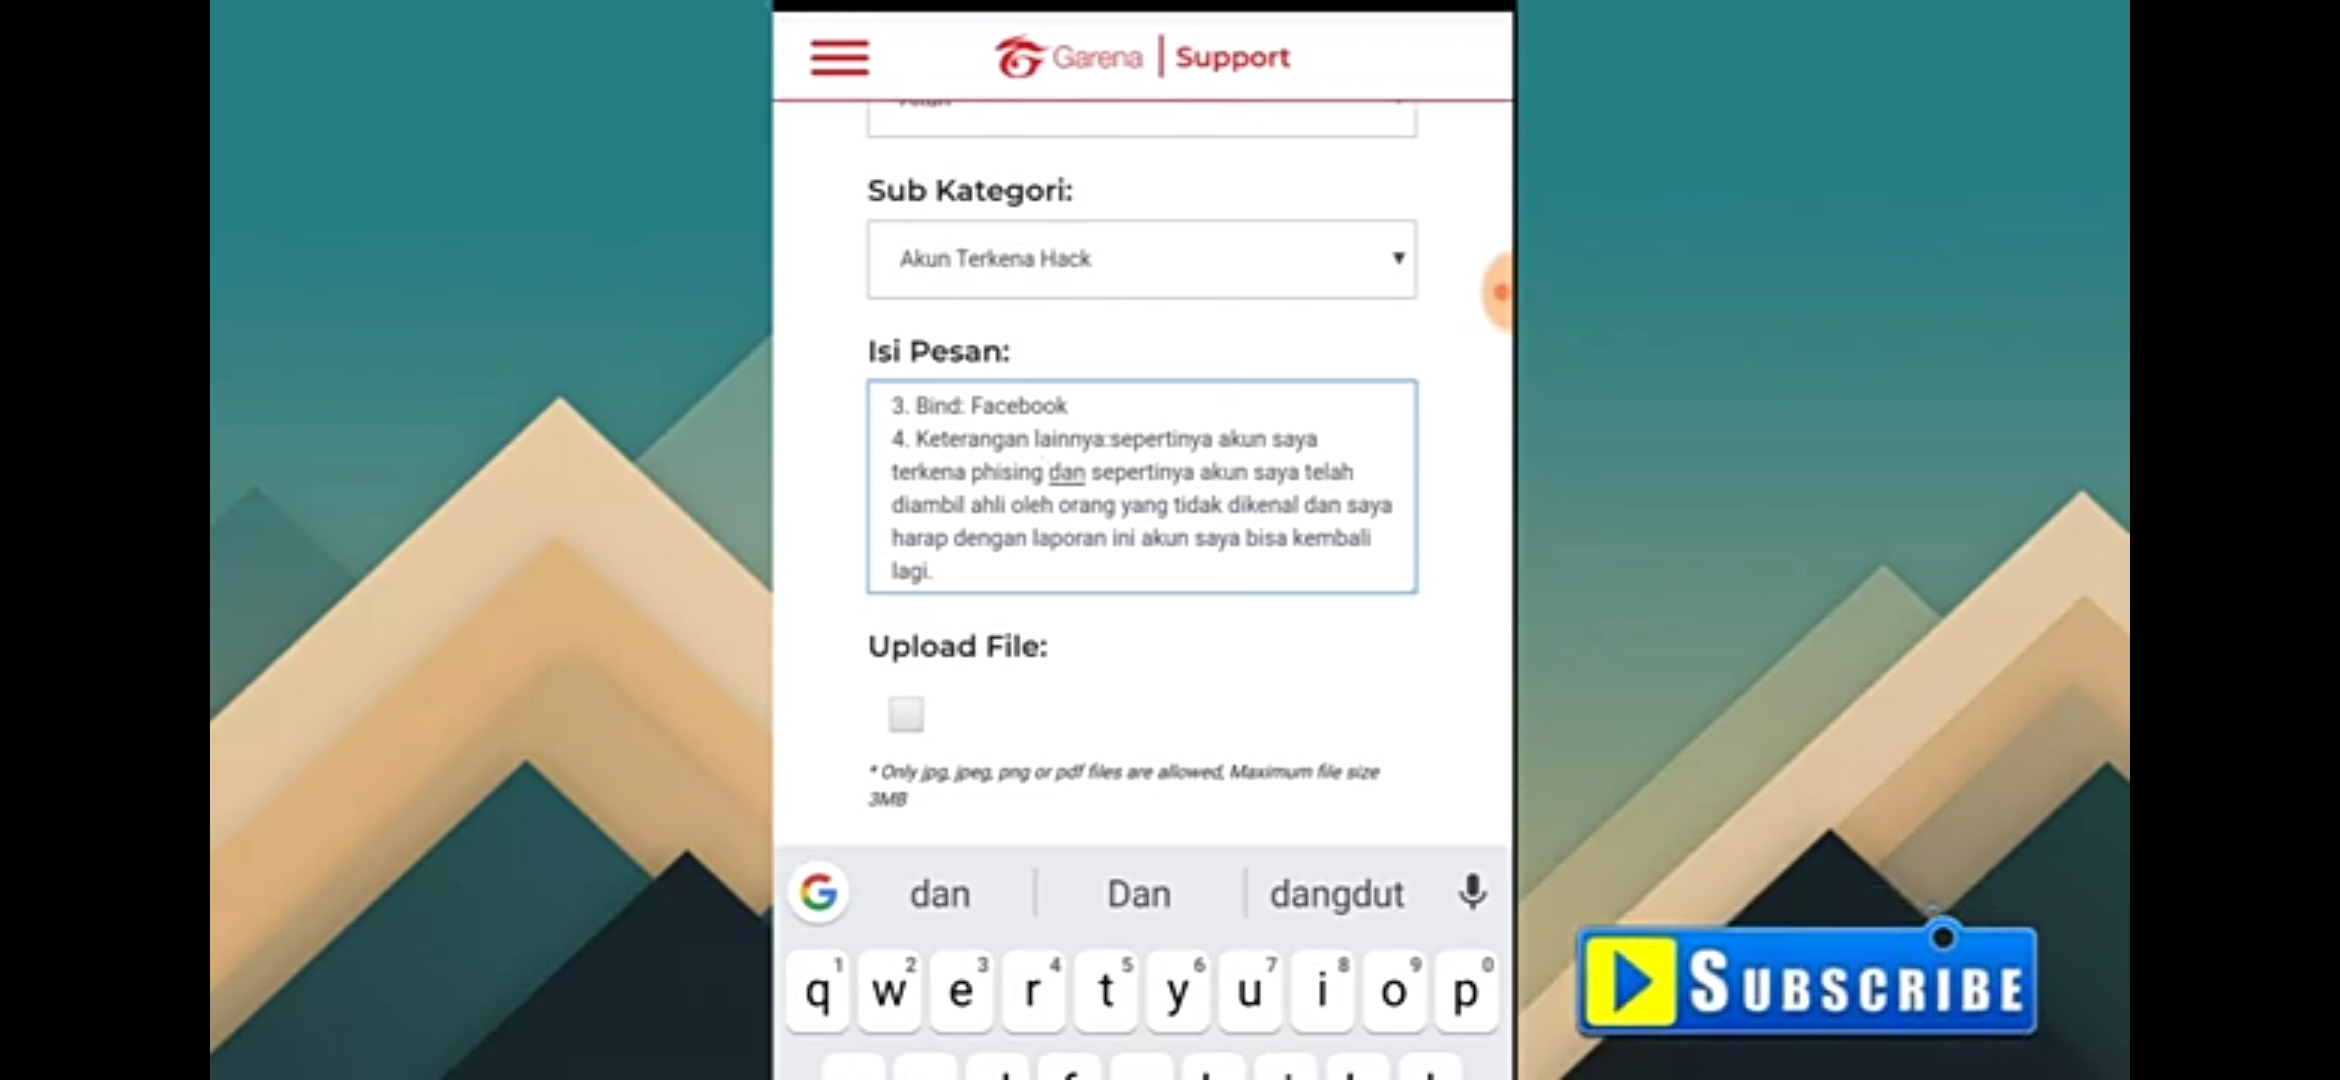 Garena | Support
Sub Kategori:
Akun Terkena Hack
Isi Pesan:
3. Bind: Facebook
4. Keterangan lainnya:sepertinya akun saya
terkena phising dan sepertinya akun saya telah
diambil ahli oleh orang yang tidak dikenal dan saya
harap dengan laporan ini akun saya bisa kembali
lagi.
Upload File:
* Only jpg, jpeg, png or pdf files are allowed, Maximum file size
3MB
dan Dan dangdut
1 2 3 4 5 6 7 8 9 0
q w e r t y u i o p
SUBSCRIBE